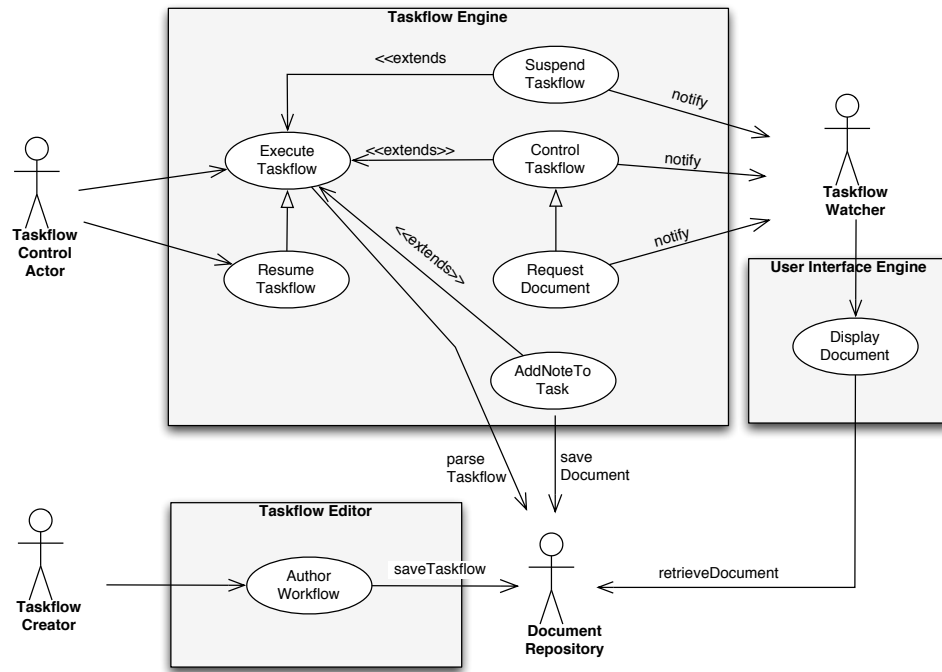 Taskflow Engine
<<extends
Suspend
Taskflow
notify
Execute
Taskflow
<<extends>>
Control
Taskflow
notify
Taskflow
Watcher
Taskflow
Control
Actor
<<extends>>
notify
Resume
Taskflow
Request
Document
User Interface Engine
Display
Document
AddNoteTo
Task
parse
Taskflow
save
Document
Taskflow Editor
Author
Workflow
saveTaskflow
retrieveDocument
Taskflow
Creator
Document
Repository